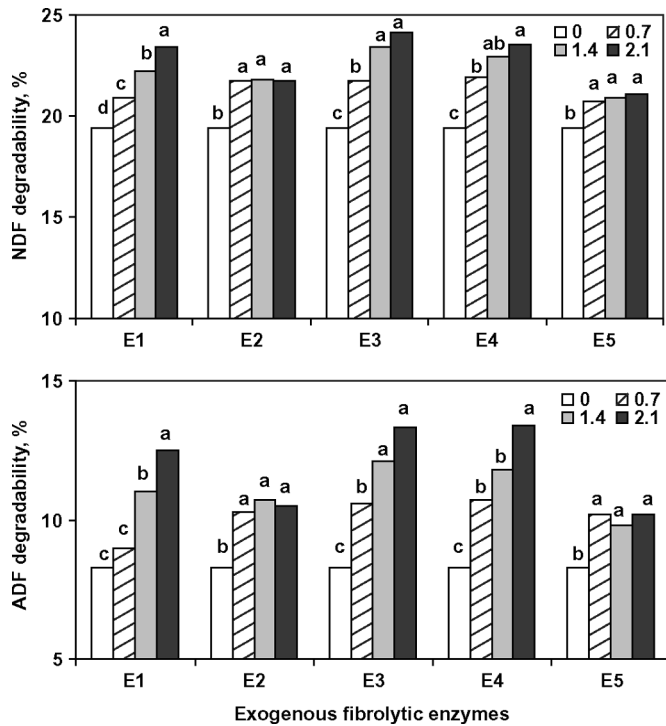 25
20
15
10
NDF degradability, %
0 0.7
1.4 2.1
d c b a
b a a a
c b a a
c b ab a
b a a a
E1 E2 E3 E4 E5
15
10
5
ADF degradability, %
0 0.7
1.4 2.1
c c b a
b a a a
c b a a
c b b a
b a a a
E1 E2 E3 E4 E5
Exogenous fibrolytic enzymes